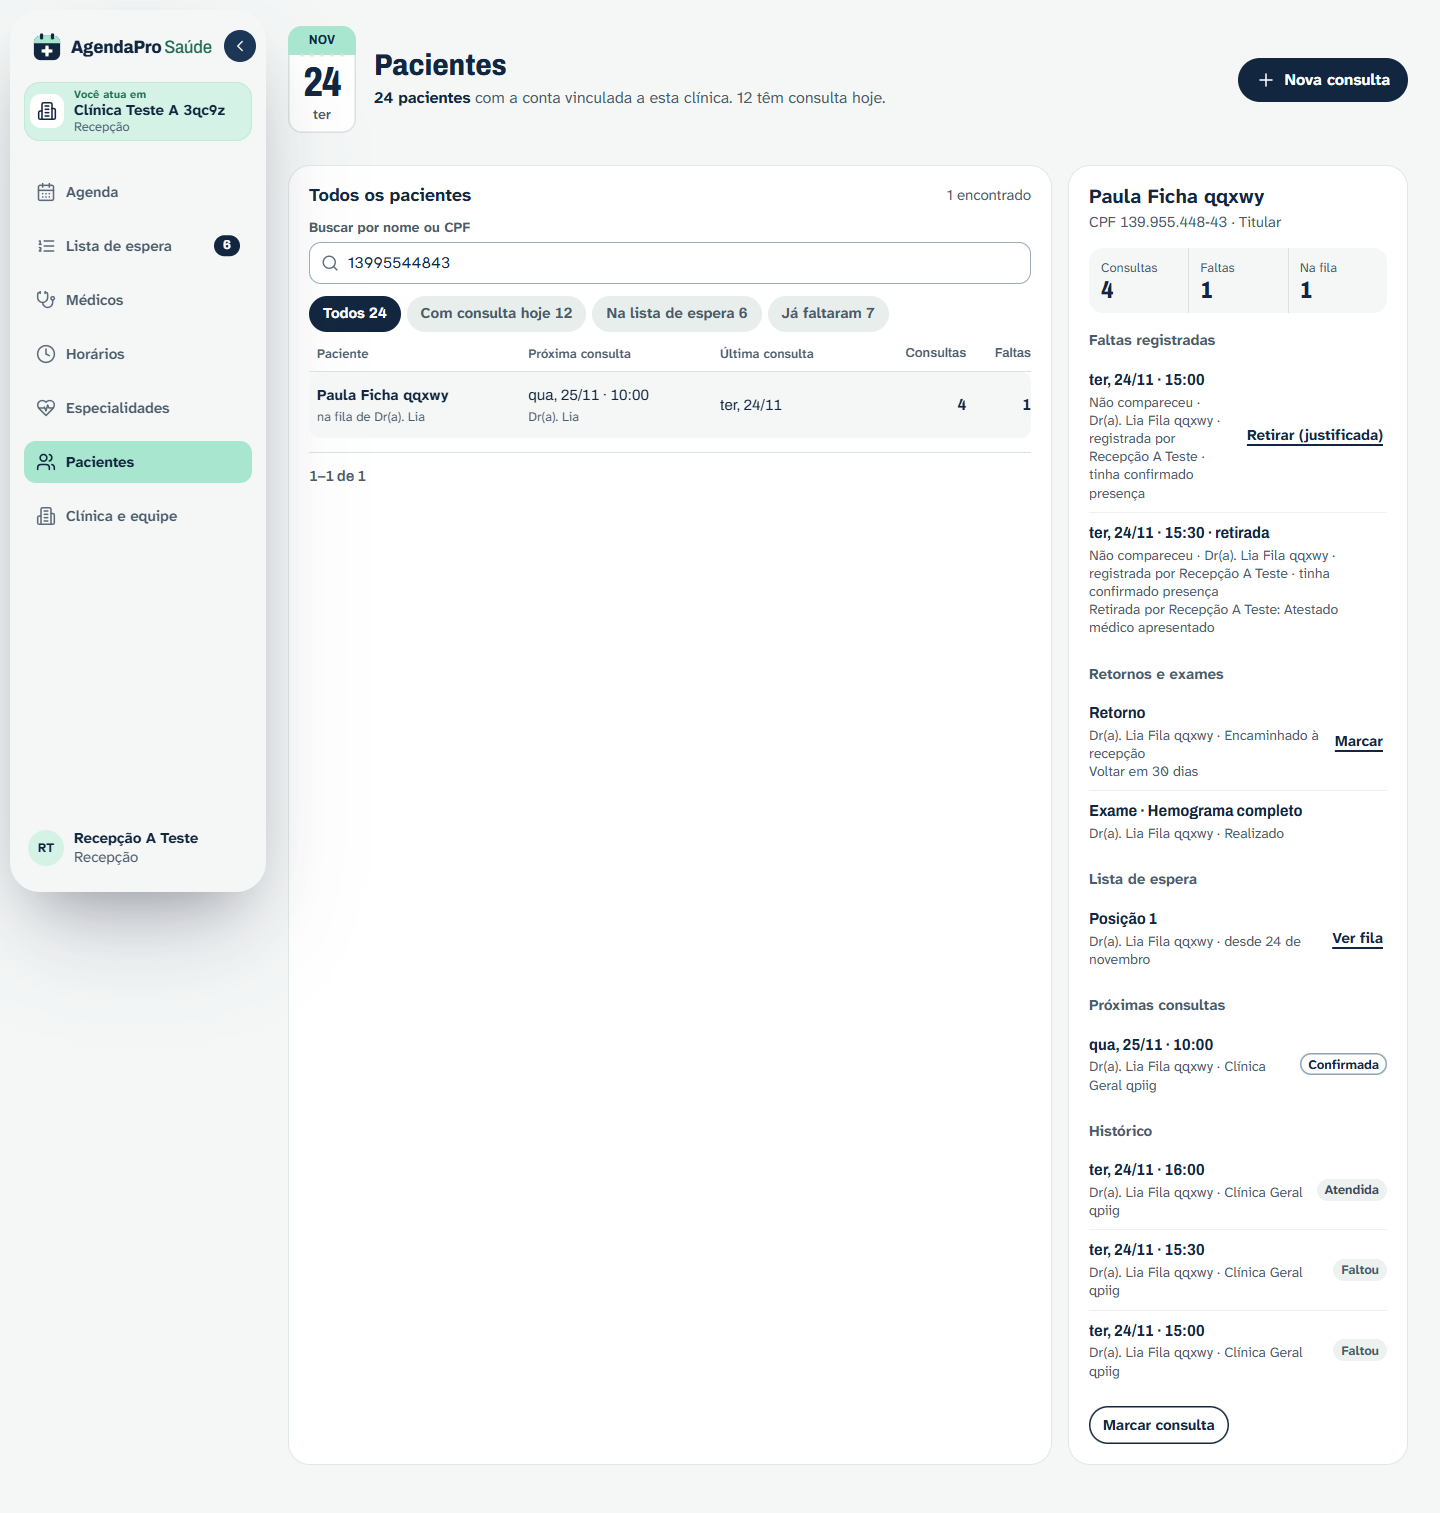 AgendaPro Saúde
Você atua em
Clínica Teste A 3qc9z
Recepção
Agenda
Lista de espera 6
Médicos
Horários
Especialidades
Pacientes
Clínica e equipe
RT
Recepção A Teste
Recepção
NOV
24
ter
Pacientes
24 pacientes com a conta vinculada a esta clínica. 12 têm consulta hoje.
Nova consulta
Todos os pacientes
1 encontrado
Buscar por nome ou CPF
13995544843
Todos 24
Com consulta hoje 12
Na lista de espera 6
Já faltaram 7
Paciente Próxima consulta Última consulta Consultas Faltas
Paula Ficha qqxwy qua, 25/11 · 10:00 ter, 24/11 4 1
na fila de Dr(a). Lia Dr(a). Lia
1–1 de 1
Paula Ficha qqxwy
CPF 139.955.448-43 · Titular
Consultas Faltas Na fila
4 1 1
Faltas registradas
ter, 24/11 · 15:00
Não compareceu ·
Dr(a). Lia Fila qqxwy ·
registrada por
Recepção A Teste ·
tinha confirmado
presença
Retirar (justificada)
ter, 24/11 · 15:30 · retirada
Não compareceu · Dr(a). Lia Fila qqxwy ·
registrada por Recepção A Teste · tinha
confirmado presença
Retirada por Recepção A Teste: Atestado
médico apresentado
Retornos e exames
Retorno
Dr(a). Lia Fila qqxwy · Encaminhado à
recepção
Voltar em 30 dias
Marcar
Exame · Hemograma completo
Dr(a). Lia Fila qqxwy · Realizado
Lista de espera
Posição 1
Dr(a). Lia Fila qqxwy · desde 24 de
novembro
Ver fila
Próximas consultas
qua, 25/11 · 10:00
Dr(a). Lia Fila qqxwy · Clínica
Geral qpiig
Confirmada
Histórico
ter, 24/11 · 16:00
Dr(a). Lia Fila qqxwy · Clínica Geral
qpiig
Atendida
ter, 24/11 · 15:30
Dr(a). Lia Fila qqxwy · Clínica Geral
qpiig
Faltou
ter, 24/11 · 15:00
Dr(a). Lia Fila qqxwy · Clínica Geral
qpiig
Faltou
Marcar consulta